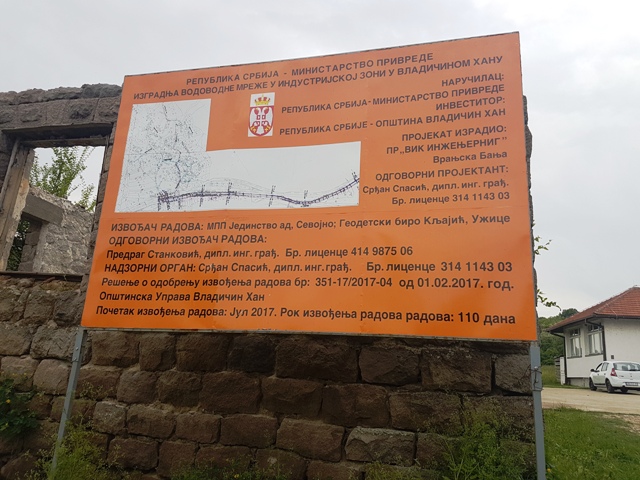 РЕПУБЛИКА СРБИЈА - МИНИСТАРСТВО ПРИВРЕДЕ
ИЗГРАДЊА ВОДОВОДНЕ МРЕЖЕ У ИНДУСТРИЈСКОЈ ЗОНИ У ВЛАДИЧИНОМ ХАНУ
НАРУЧИЛАЦ:
РЕПУБЛИКА СРБИЈА- МИНИСТАРСТВО ПРИВРЕДЕ
ИНВЕСТИТОР:
РЕПУБЛИКА СРБИЈЕ - ОПШТИНА ВЛАДИЧИН ХАН
ПРОЈЕКАТ ИЗРАДИО:
ПР „ВИК ИНЖЕЊЕРНИГ"
Врањска Бања
ОДГОВОРНИ ПРОЈЕКТАНТ:
Срђан Спасић, дипл. инг. грађ.
Бр. лиценце 314 1143 03
ИЗВОЂАЧ РАДОВА: МПП Јединство ад, Севојно; Геодетски биро Кљајић, Ужице
ОДГОВОРНИ ИЗВОЂАЧ РАДОВА:
Предраг Станковић, дипл. инг. грађ. Бр. лиценце 414 9875 06
НАДЗОРНИ ОРГАН: Срђан Спасић, дипл. инг. грађ. Бр. лиценце 314 1143 03
Решење о одобрењу извођења радова бр: 351-17/2017-04 од 01.02.2017. год.
Општинска Управа Владичин Хан
Почетак извођења радова: Јул 2017. Рок извођења радова радова: 110 дана